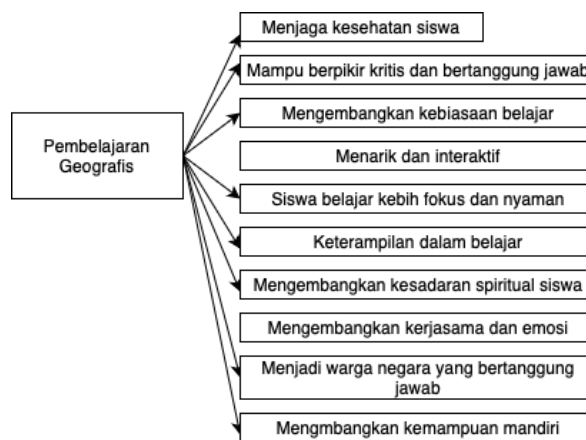 Menjaga kesehatan siswa
Mampu berpikir kritis dan bertanggung jawab
Mengembangkan kebiasaan belajar
Pembelajaran
Geografis
Menarik dan interaktif
Siswa belajar kebih fokus dan nyaman
Keterampilan dalam belajar
Mengembangkan kesadaran spiritual siswa
Mengembangkan kerjasama dan emosi
Menjadi warga negara yang bertanggung
jawab
Mengmbangkan kemampuan mandiri